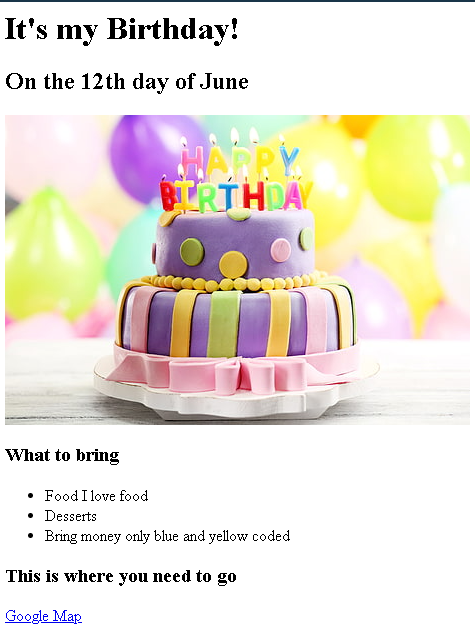 It's my Birthday!
On the 12th day of June
HAPPY
BIRTHDAY
What to bring
Food I love food
Desserts
Bring money only blue and yellow coded
This is where you need to go
Google Map